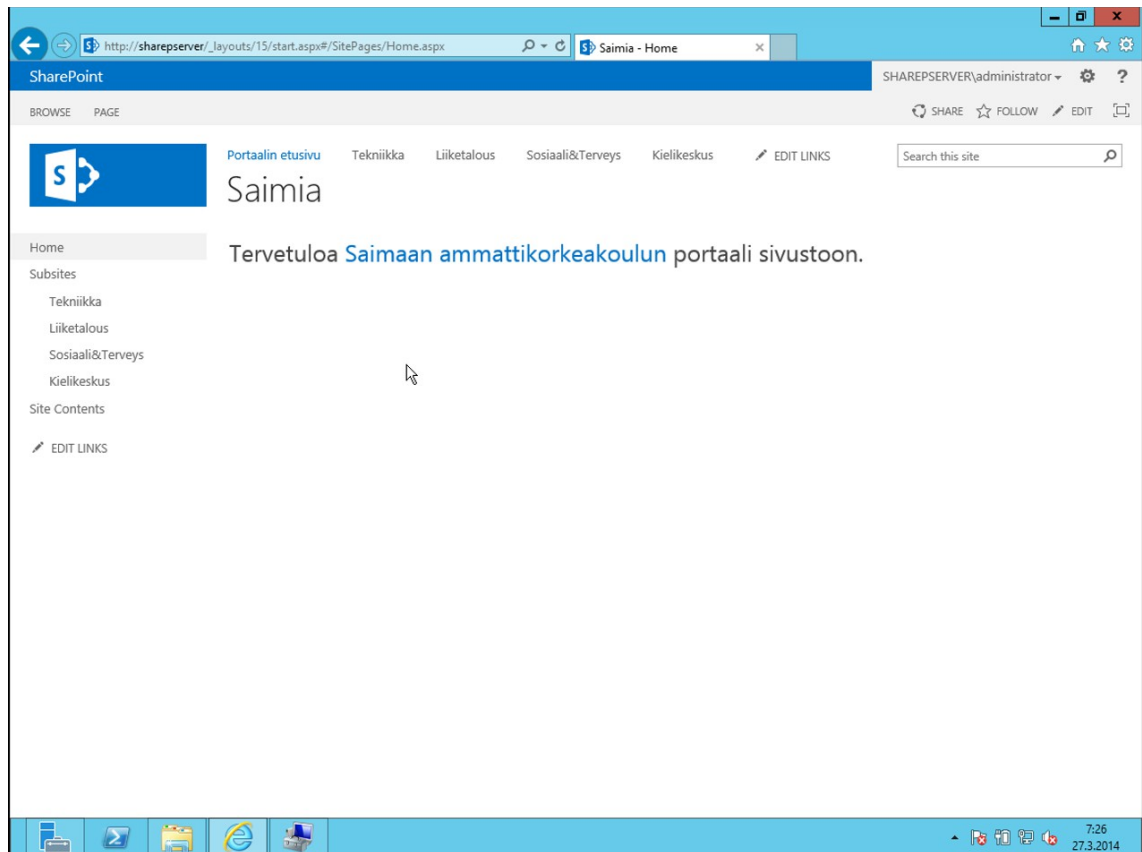 http://sharepserver/_layouts/15/start.aspx#/SitePages/Home.aspx
Saimia - Home
SharePoint
SHAREPSERVER\administrator
?
BROWSE PAGE
SHARE FOLLOW EDIT
S
Portaalin etusivu Tekniikka Liiketalous Sosiaali&Terveys Kielikeskus EDIT LINKS
Search this site
Saimia
Home
Tervetuloa Saimaan ammattikorkeakoulun portaali sivustoon.
Subsites
Tekniikka
Liiketalous
Sosiaali&Terveys
Kielikeskus
Site Contents
EDIT LINKS
7:26
27.3.2014